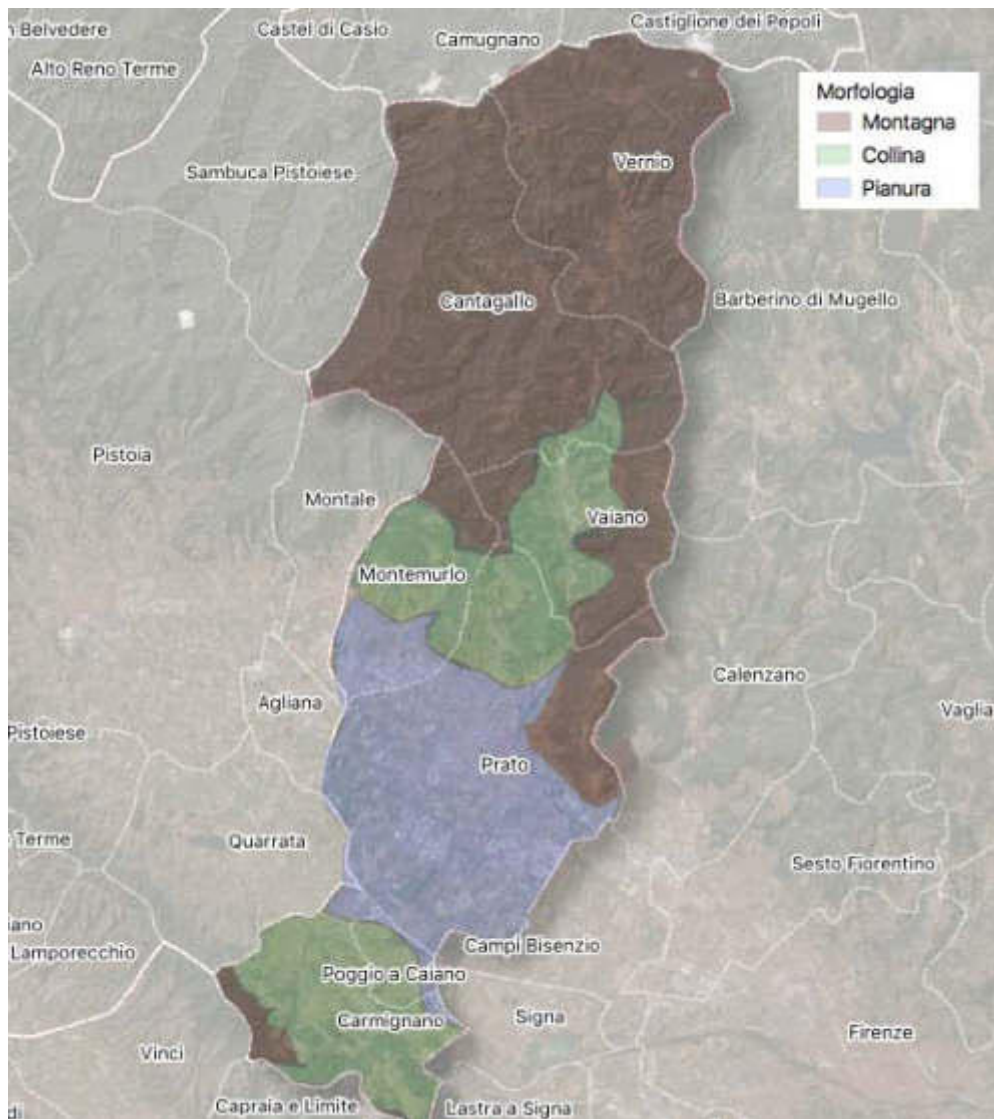 Belvedere
Castel di Casio
Castiglione dei Pepoli
Camugnano
Alto Reno Terme
Morfologia
Montagna
Collina
Pianura
Vernio
Sambuca Pistoiese
Cantagallo
Barberino di Mugello
Pistoia
Montale
Vaiano
Montemurlo
Calenzano
Agliana
Vaglia
Pistoiese
Prato
Terme
Quarrata
Sesto Fiorentino
iano
Lamporecchio
Campi Bisenzio
Poggio a Caiano
Carmignano
Signa
Firenze
Vinci
Capraia e Limite
Lastra a Signa
di